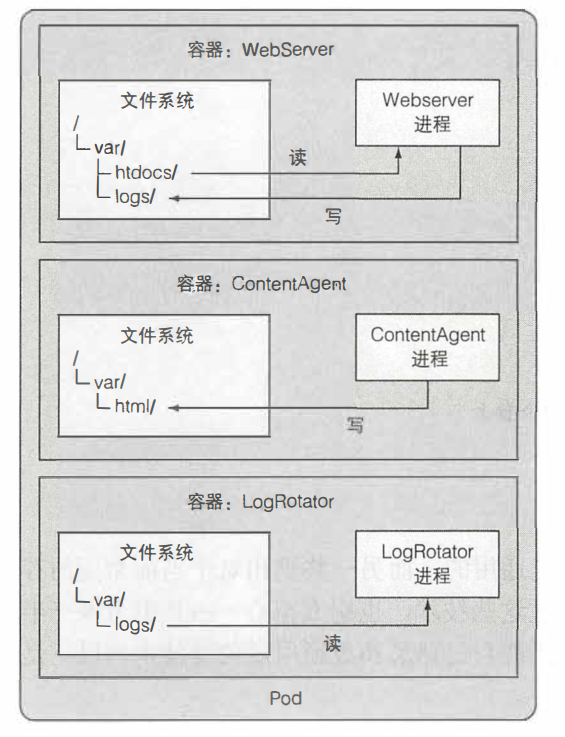 容器：WebServer
文件系统
/
var/
htdocs/
logs/
Webserver
进程
读
写
容器：ContentAgent
文件系统
/
var/
html/
ContentAgent
进程
写
容器：LogRotator
文件系统
/
var/
logs/
LogRotator
进程
读
Pod